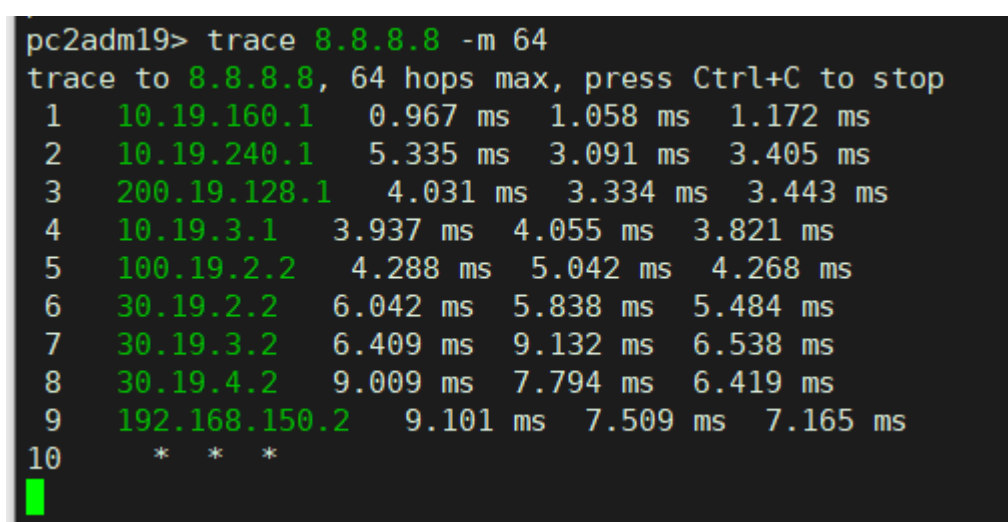 pc2adm19> trace 8.8.8.8 -m 64
trace to 8.8.8.8, 64 hops max, press Ctrl+C to stop
1 10.19.160.1 0.967 ms 1.058 ms 1.172 ms
2 10.19.240.1 5.335 ms 3.091 ms 3.405 ms
3 200.19.128.1 4.031 ms 3.334 ms 3.443 ms
4 10.19.3.1 3.937 ms 4.055 ms 3.821 ms
5 100.19.2.2 4.288 ms 5.042 ms 4.268 ms
6 30.19.2.2 6.042 ms 5.838 ms 5.484 ms
7 30.19.3.2 6.409 ms 9.132 ms 6.538 ms
8 30.19.4.2 9.009 ms 7.794 ms 6.419 ms
9 192.168.150.2 9.101 ms 7.509 ms 7.165 ms
10 * * *